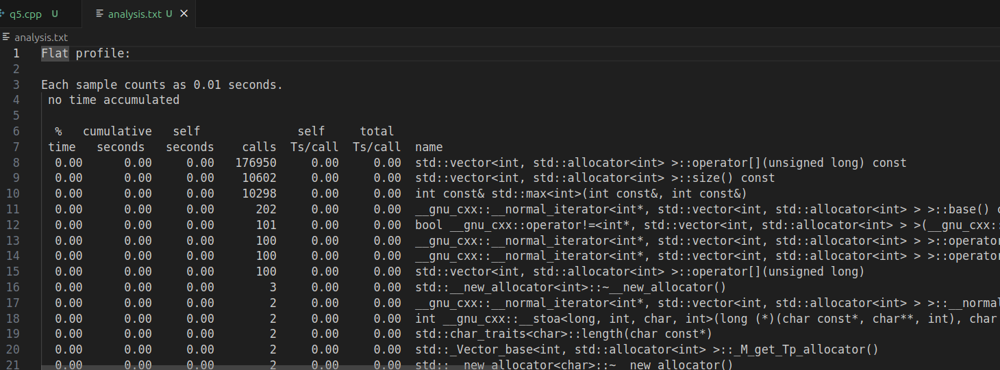 q5.cpp U analysis.txt U ×
analysis.txt
1 Flat profile:
2
3 Each sample counts as 0.01 seconds.
4 no time accumulated
5
6 % cumulative self self total
7 time seconds seconds calls Ts/call Ts/call name
8 0.00 0.00 0.00 176950 0.00 0.00 std::vector<int, std::allocator<int> >::operator[](unsigned long) const
9 0.00 0.00 0.00 10602 0.00 0.00 std::vector<int, std::allocator<int> >::size() const
10 0.00 0.00 0.00 10298 0.00 0.00 int const& std::max<int>(int const&, int const&)
11 0.00 0.00 0.00 202 0.00 0.00 __gnu_cxx::__normal_iterator<int*, std::vector<int, std::allocator<int> > >::base() c
12 0.00 0.00 0.00 101 0.00 0.00 bool __gnu_cxx::operator!=<int*, std::vector<int, std::allocator<int> > >(__gnu_cxx::
13 0.00 0.00 0.00 100 0.00 0.00 __gnu_cxx::__normal_iterator<int*, std::vector<int, std::allocator<int> > >::operator
14 0.00 0.00 0.00 100 0.00 0.00 __gnu_cxx::__normal_iterator<int*, std::vector<int, std::allocator<int> > >::operator
15 0.00 0.00 0.00 100 0.00 0.00 std::vector<int, std::allocator<int> >::operator[](unsigned long)
16 0.00 0.00 0.00 3 0.00 0.00 std::__new_allocator<int>::~__new_allocator()
17 0.00 0.00 0.00 2 0.00 0.00 __gnu_cxx::__normal_iterator<int*, std::vector<int, std::allocator<int> > >::__normal
18 0.00 0.00 0.00 2 0.00 0.00 int __gnu_cxx::__stoa<long, int, char, int>(long (*)(char const*, char**, int), char
19 0.00 0.00 0.00 2 0.00 0.00 std::char_traits<char>::length(char const*)
20 0.00 0.00 0.00 2 0.00 0.00 std::_Vector_base<int, std::allocator<int> >::_M_get_Tp_allocator()
21 0.00 0.00 0.00 2 0.00 0.00 std::__new_allocator<char>::~__new_allocator()